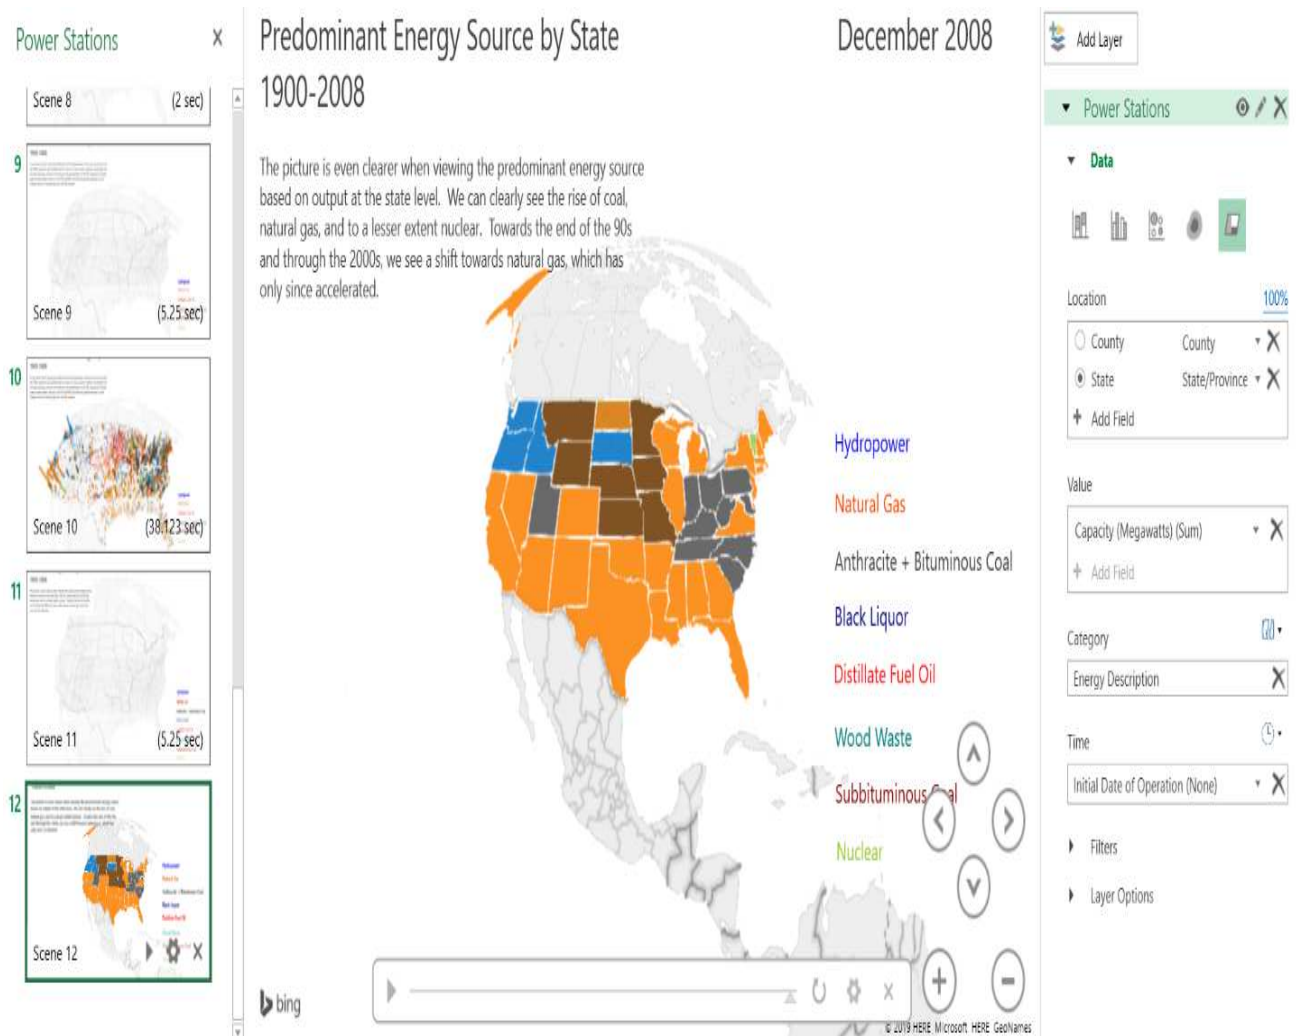 Power Stations
Scene 8 (2 sec)
9
Scene 9 (5.25 sec)
10
Scene 10 (38.123 sec)
11
Scene 11 (5.25 sec)
12
Scene 12
Predominant Energy Source by State
1900-2008
December 2008
The picture is even clearer when viewing the predominant energy source
based on output at the state level. We can clearly see the rise of coal,
natural gas, and to a lesser extent nuclear. Towards the end of the 90s
and through the 2000s, we see a shift towards natural gas, which has
only since accelerated.
Hydropower
Natural Gas
Anthracite + Bituminous Coal
Black Liquor
Distillate Fuel Oil
Wood Waste
Subbituminous Coal
Nuclear
bing
© 2019 HERE Microsoft HERE GeoNames
Add Layer
Power Stations
Data
Location 100%
County County
State State/Province
Add Field
Value
Capacity (Megawatts) (Sum)
Add Field
Category
Energy Description
Time
Initial Date of Operation (None)
Filters
Layer Options